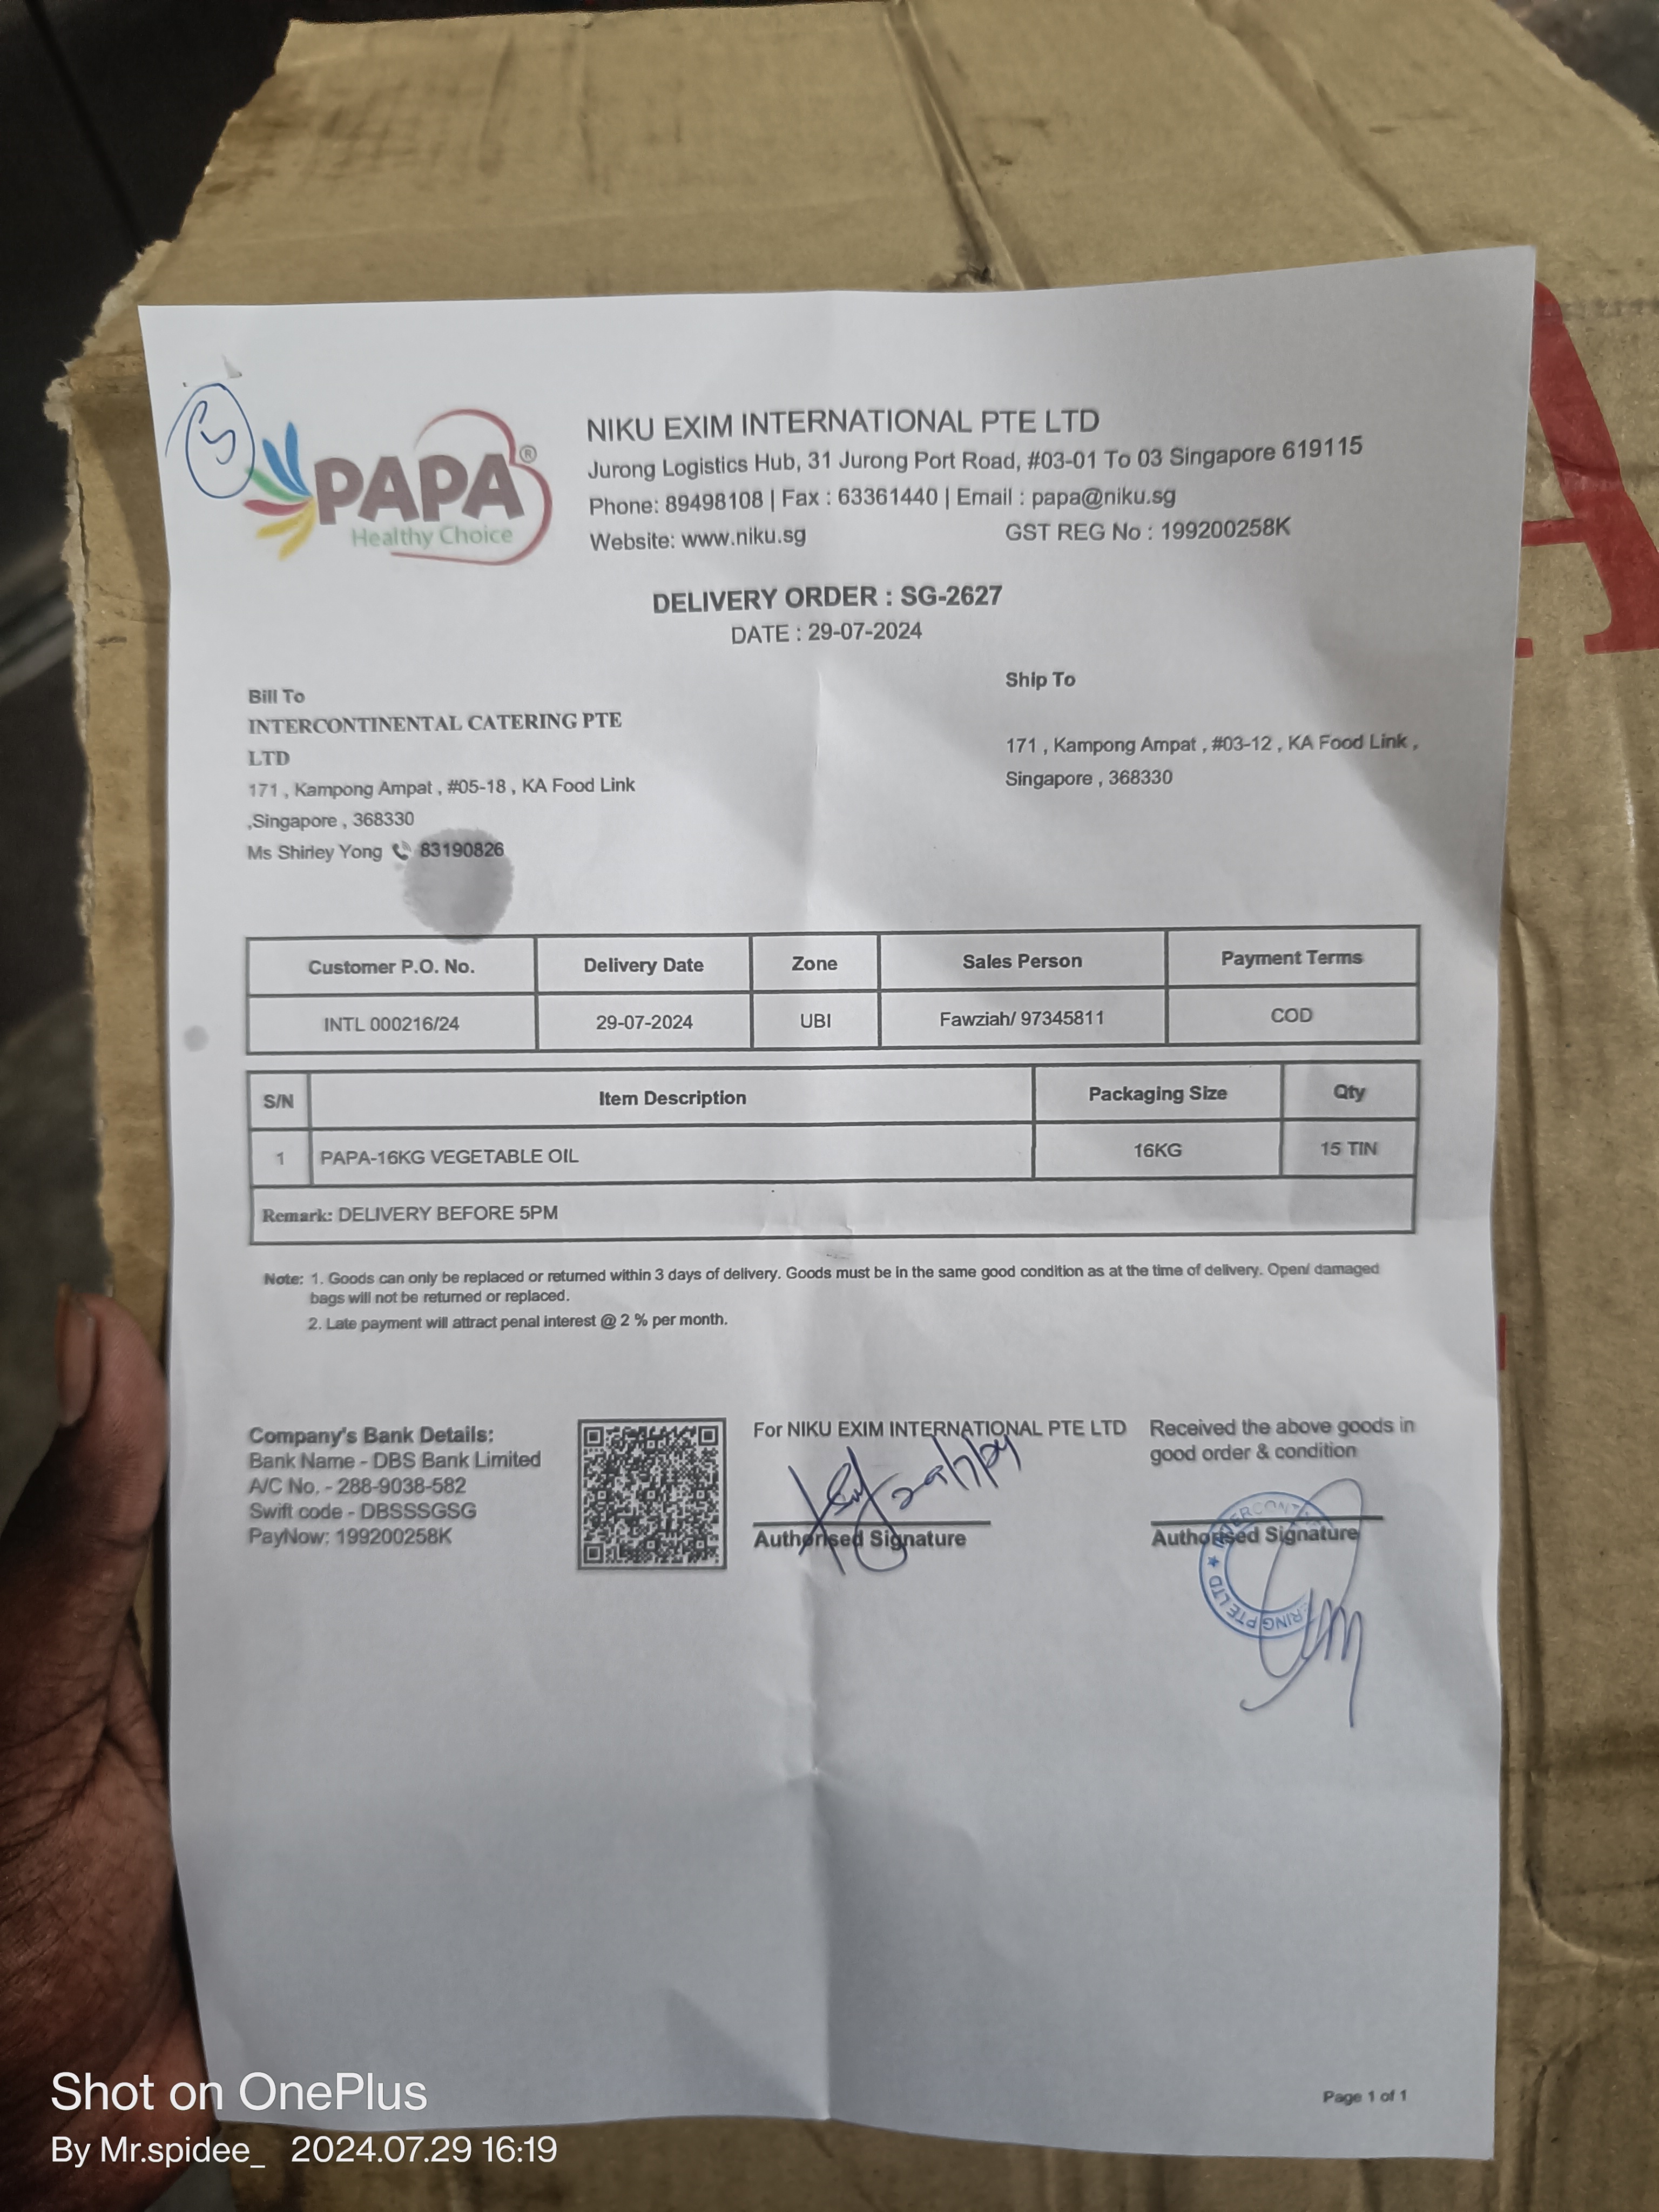 PAPA®
Healthy Choice
NIKU EXIM INTERNATIONAL PTE LTD
Jurong Logistics Hub, 31 Jurong Port Road, #03-01 To 03 Singapore 619115
Phone: 89498108 | Fax : 63361440 | Email : papa@niku.sg
Website: www.niku.sg GST REG No : 199200258K
DELIVERY ORDER : SG-2627
DATE : 29-07-2024
Bill To
INTERCONTINENTAL CATERING PTE
LTD
171 , Kampong Ampat , #05-18 , KA Food Link
,Singapore , 368330
Ms Shirley Yong 83190826
Ship To
171 , Kampong Ampat , #03-12 , KA Food Link ,
Singapore , 368330
Customer P.O. No. Delivery Date Zone Sales Person Payment Terms
INTL 000216/24 29-07-2024 UBI Fawziah/ 97345811 COD
S/N Item Description Packaging Size Qty
1 PAPA-16KG VEGETABLE OIL 16KG 15 TIN
Remark: DELIVERY BEFORE 5PM
Note: 1. Goods can only be replaced or returned within 3 days of delivery. Goods must be in the same good condition as at the time of delivery. Open/ damaged
bags will not be returned or replaced.
2. Late payment will attract penal interest @ 2 % per month.
Company's Bank Details:
Bank Name - DBS Bank Limited
A/C No. - 288-9038-582
Swift code - DBSSSGSG
PayNow: 199200258K
For NIKU EXIM INTERNATIONAL PTE LTD
Authorised Signature
Received the above goods in
good order & condition
Authorised Signature
PTE LTD
Page 1 of 1
A
Shot on OnePlus
By Mr.spidee_ 2024.07.29 16:19